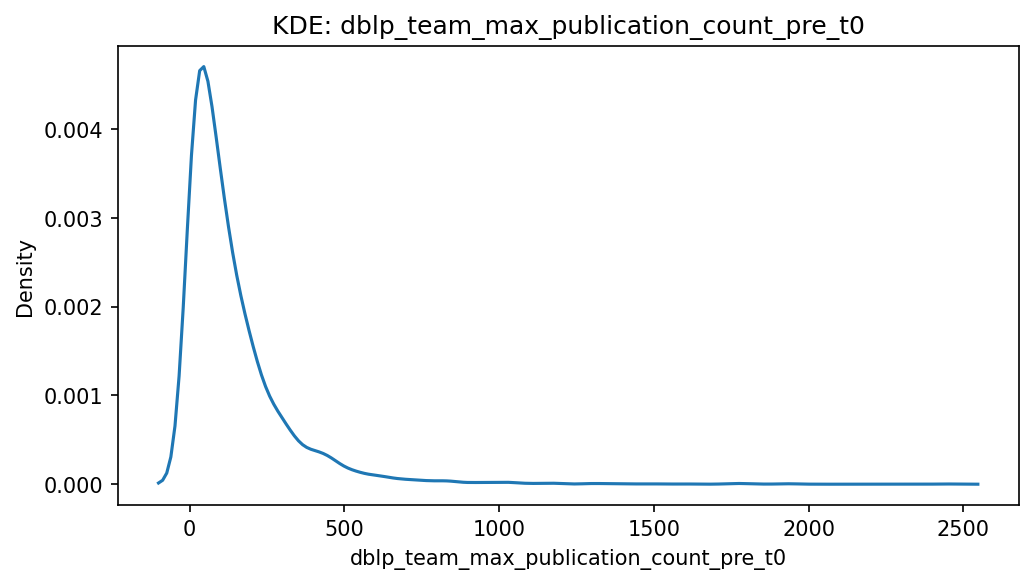 KDE: dblp_team_max_publication_count_pre_t0
0.004
0.003
0.002
0.001
0.000
Density
0 500 1000 1500 2000 2500
dblp_team_max_publication_count_pre_t0